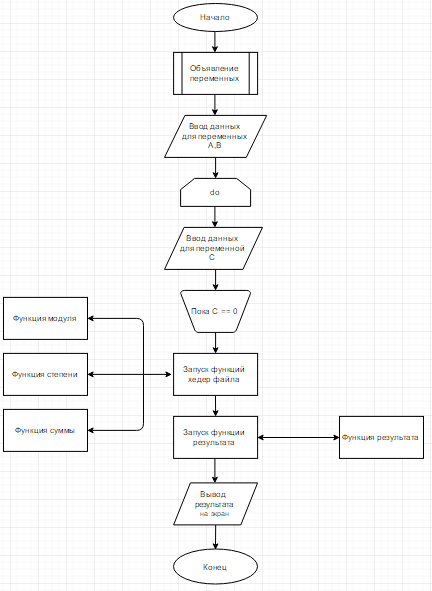 Начало
Объявление
переменных
Ввод данных
для переменных
A,B
do
Ввод данных
для переменной
C
Пока C == 0
Функция модуля
Функция степени
Запуск функций
хедер файла
Функция суммы
Запуск функции
результата
Функция результата
Вывод
результата
на экран
Конец